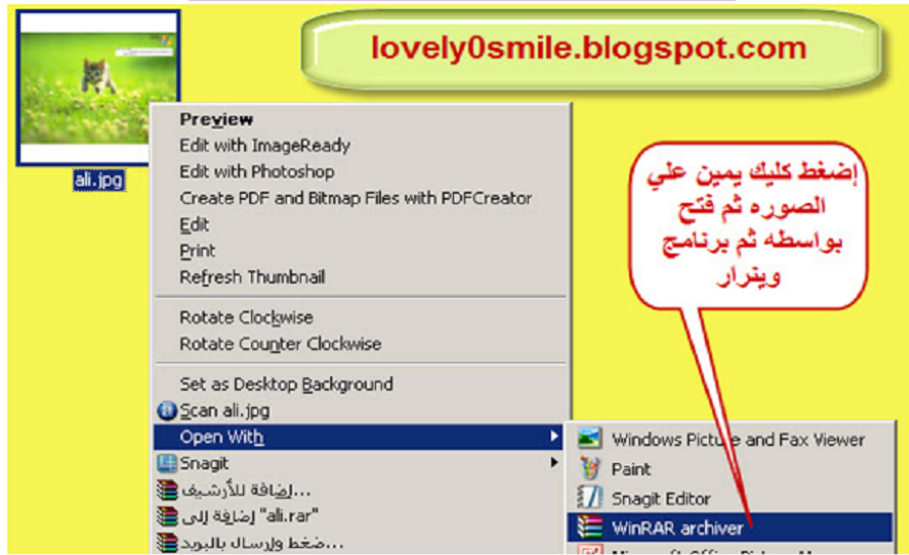 lovely0smile.blogspot.com
ali.jpg
Preview
Edit with ImageReady
Edit with Photoshop
Create PDF and Bitmap Files with PDFCreator
Edit
Print
Refresh Thumbnail
Rotate Clockwise
Rotate Counter Clockwise
Set as Desktop Background
Scan ali.jpg
Open With
Snagit
إضافة للأرشيف...
إضافة إلى "ali.rar"
ضغط وإرسال بالبريد...
إضغط كليك يمين علي
الصوره ثم فتح
بواسطه ثم برنامج
وينرار
Windows Picture and Fax Viewer
Paint
Snagit Editor
WinRAR archiver